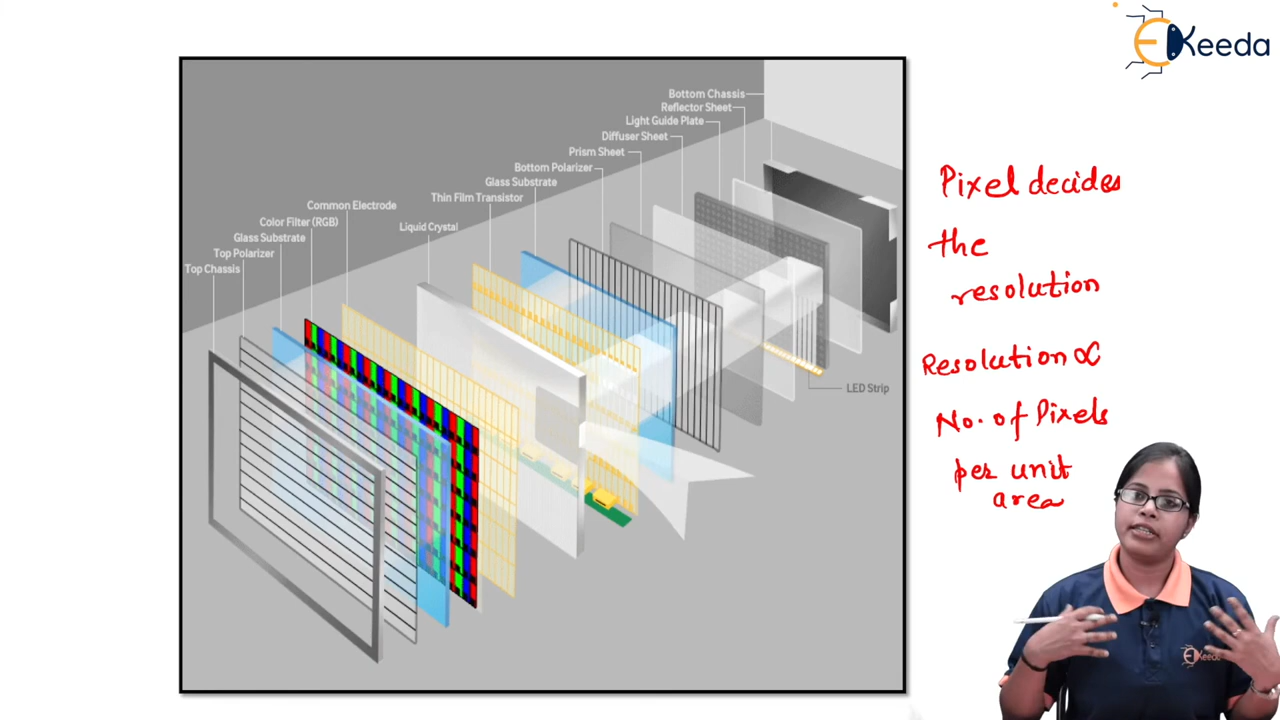 EKeeda
Bottom Chassis
Reflector Sheet
Light Guide Plate
Diffuser Sheet
Prism Sheet
Bottom Polarizer
Glass Substrate
Thin Film Transistor
Liquid Crystal
Common Electrode
Color Filter (RGB)
Glass Substrate
Top Polarizer
Top Chassis
LED Strip
Pixel decides
the
resolution
Resolution ∝
No. of Pixels
per unit
area
EKeeda